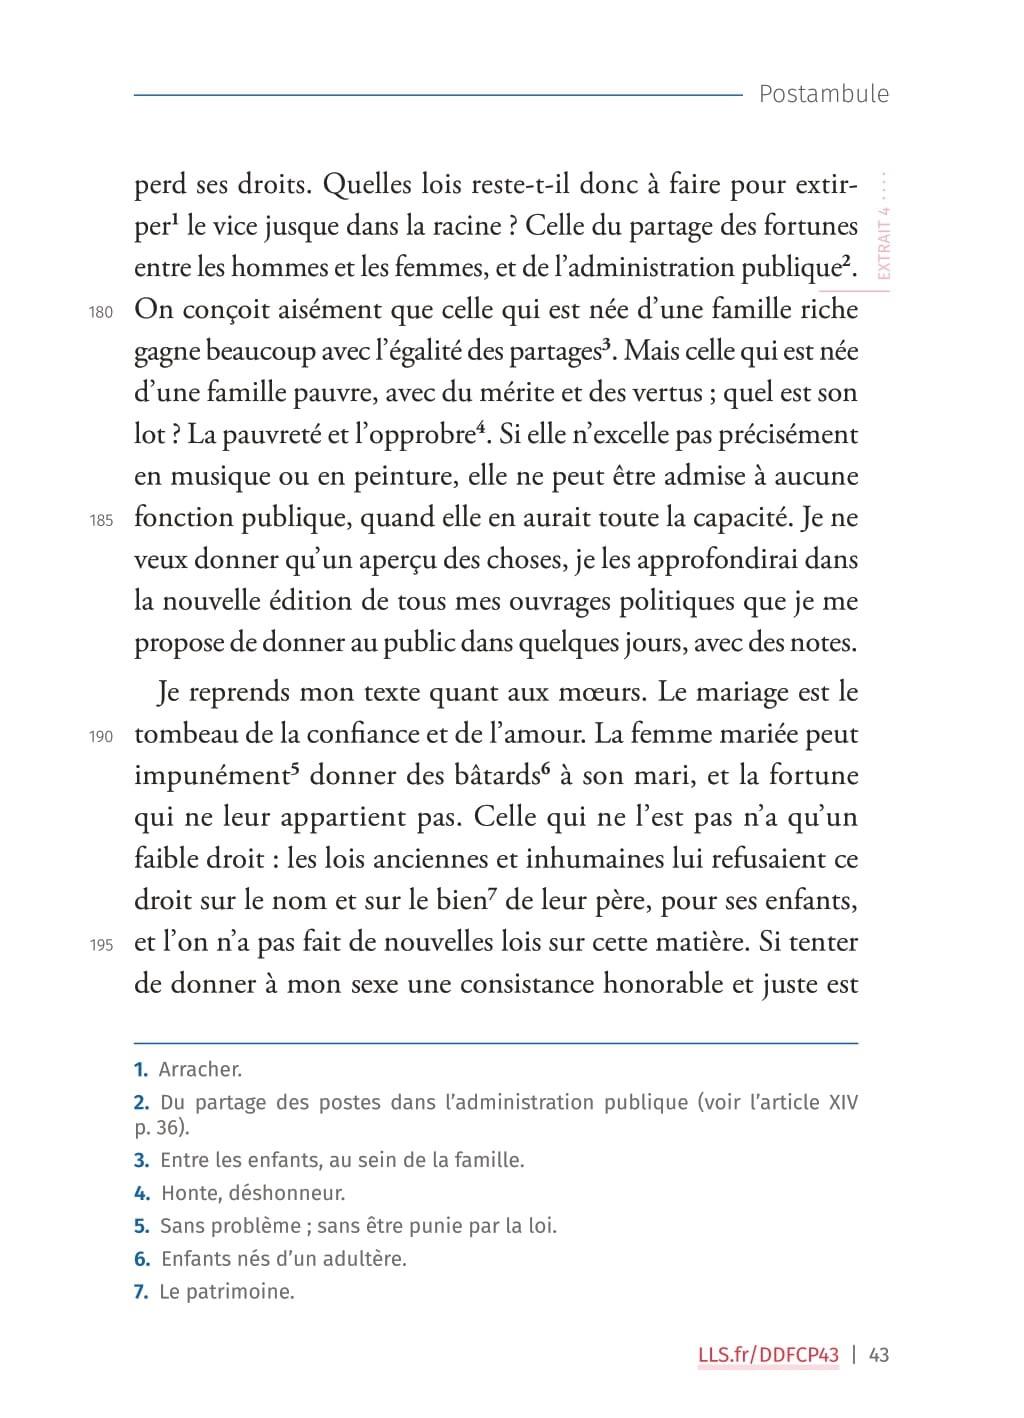 Postambule
perd ses droits. Quelles lois reste-t-il donc à faire pour extir-
per¹ le vice jusque dans la racine ? Celle du partage des fortunes
entre les hommes et les femmes, et de l’administration publique².
EXTRAIT 4 ····
180 On conçoit aisément que celle qui est née d’une famille riche
gagne beaucoup avec l’égalité des partages³. Mais celle qui est née
d’une famille pauvre, avec du mérite et des vertus ; quel est son
lot ? La pauvreté et l’opprobre⁴. Si elle n’excelle pas précisément
en musique ou en peinture, elle ne peut être admise à aucune
185 fonction publique, quand elle en aurait toute la capacité. Je ne
veux donner qu’un aperçu des choses, je les approfondirai dans
la nouvelle édition de tous mes ouvrages politiques que je me
propose de donner au public dans quelques jours, avec des notes.
Je reprends mon texte quant aux mœurs. Le mariage est le
190 tombeau de la confiance et de l’amour. La femme mariée peut
impunément⁵ donner des bâtards⁶ à son mari, et la fortune
qui ne leur appartient pas. Celle qui ne l’est pas n’a qu’un
faible droit : les lois anciennes et inhumaines lui refusaient ce
droit sur le nom et sur le bien⁷ de leur père, pour ses enfants,
195 et l’on n’a pas fait de nouvelles lois sur cette matière. Si tenter
de donner à mon sexe une consistance honorable et juste est
1. Arracher.
2. Du partage des postes dans l’administration publique (voir l’article XIV
p. 36).
3. Entre les enfants, au sein de la famille.
4. Honte, déshonneur.
5. Sans problème ; sans être punie par la loi.
6. Enfants nés d’un adultère.
7. Le patrimoine.
LLS.fr/DDFCP43 | 43